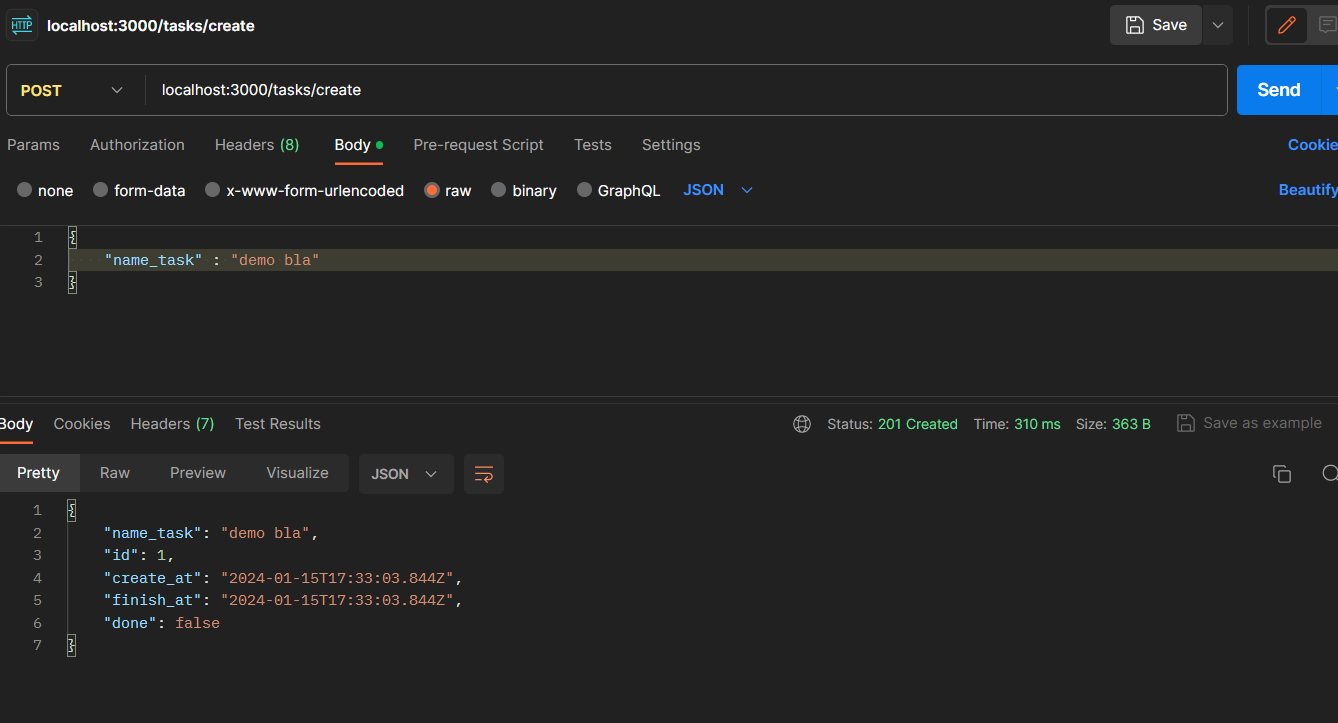 HTTP localhost:3000/tasks/create Save
POST localhost:3000/tasks/create Send
Params Authorization Headers (8) Body Pre-request Script Tests Settings Cookie
none form-data x-www-form-urlencoded raw binary GraphQL JSON Beautify
1 {
2 "name_task" : "demo bla"
3 }
Body Cookies Headers (7) Test Results Status: 201 Created Time: 310 ms Size: 363 B Save as example
Pretty Raw Preview Visualize JSON
1 {
2 "name_task": "demo bla",
3 "id": 1,
4 "create_at": "2024-01-15T17:33:03.844Z",
5 "finish_at": "2024-01-15T17:33:03.844Z",
6 "done": false
7 }